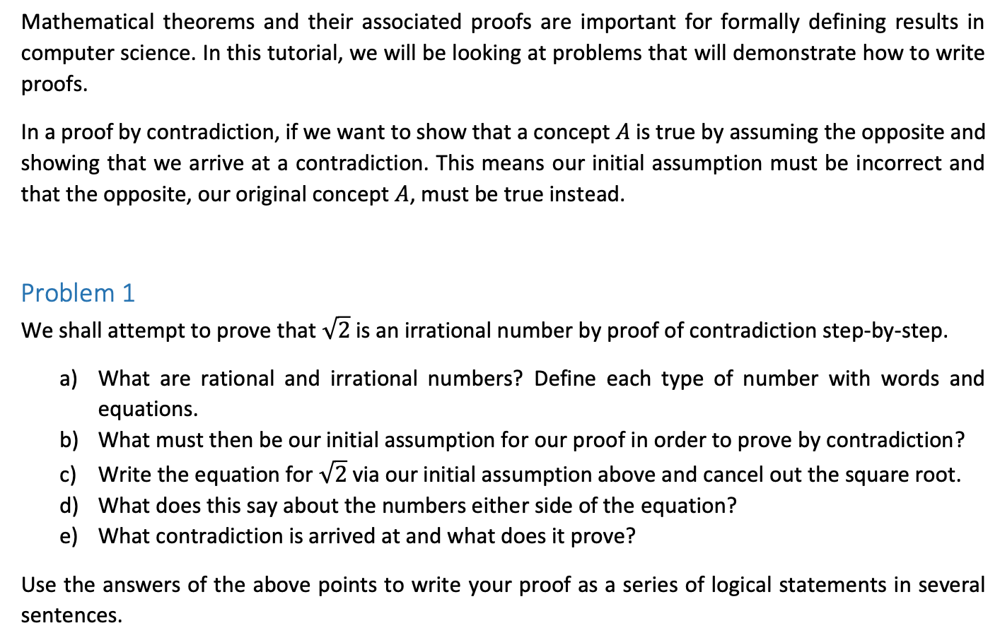 Mathematical theorems and their associated proofs are important for formally defining results in
computer science. In this tutorial, we will be looking at problems that will demonstrate how to write
proofs.
In a proof by contradiction, if we want to show that a concept A is true by assuming the opposite and
showing that we arrive at a contradiction. This means our initial assumption must be incorrect and
that the opposite, our original concept A, must be true instead.
Problem 1
We shall attempt to prove that √2 is an irrational number by proof of contradiction step-by-step.
a) What are rational and irrational numbers? Define each type of number with words and
equations.
b) What must then be our initial assumption for our proof in order to prove by contradiction?
c) Write the equation for √2 via our initial assumption above and cancel out the square root.
d) What does this say about the numbers either side of the equation?
e) What contradiction is arrived at and what does it prove?
Use the answers of the above points to write your proof as a series of logical statements in several
sentences.